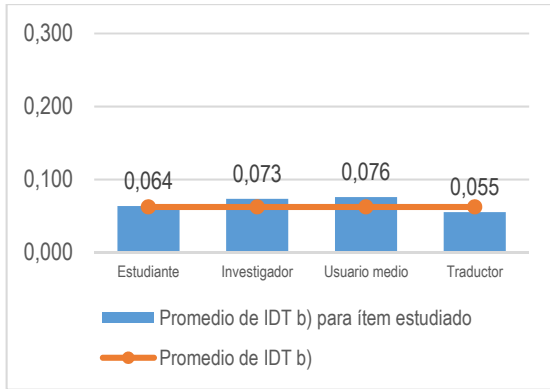 0,300
0,200
0,100
0,000
0,064
0,073
0,076
0,055
Estudiante
Investigador
Usuario medio
Traductor
Promedio de IDT b) para ítem estudiado
Promedio de IDT b)